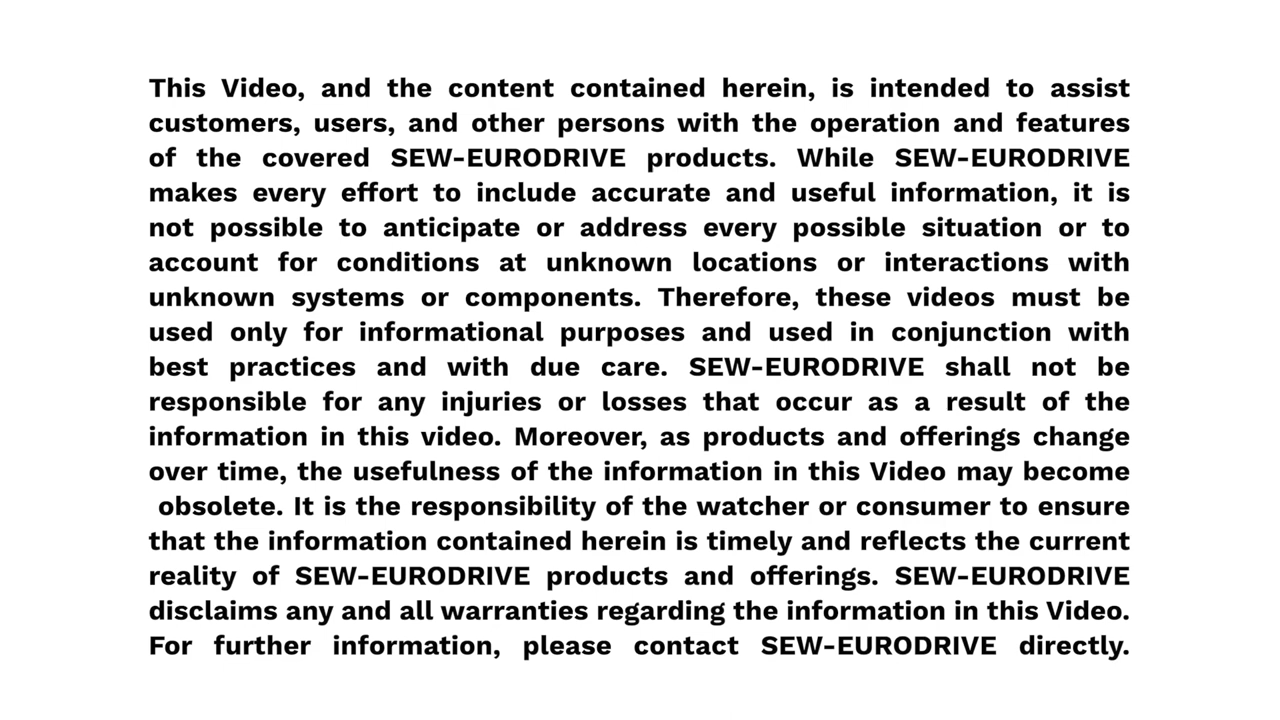 This Video, and the content contained herein, is intended to assist
customers, users, and other persons with the operation and features
of the covered SEW-EURODRIVE products. While SEW-EURODRIVE
makes every effort to include accurate and useful information, it is
not possible to anticipate or address every possible situation or to
account for conditions at unknown locations or interactions with
unknown systems or components. Therefore, these videos must be
used only for informational purposes and used in conjunction with
best practices and with due care. SEW-EURODRIVE shall not be
responsible for any injuries or losses that occur as a result of the
information in this video. Moreover, as products and offerings change
over time, the usefulness of the information in this Video may become
obsolete. It is the responsibility of the watcher or consumer to ensure
that the information contained herein is timely and reflects the current
reality of SEW-EURODRIVE products and offerings. SEW-EURODRIVE
disclaims any and all warranties regarding the information in this Video.
For further information, please contact SEW-EURODRIVE directly.